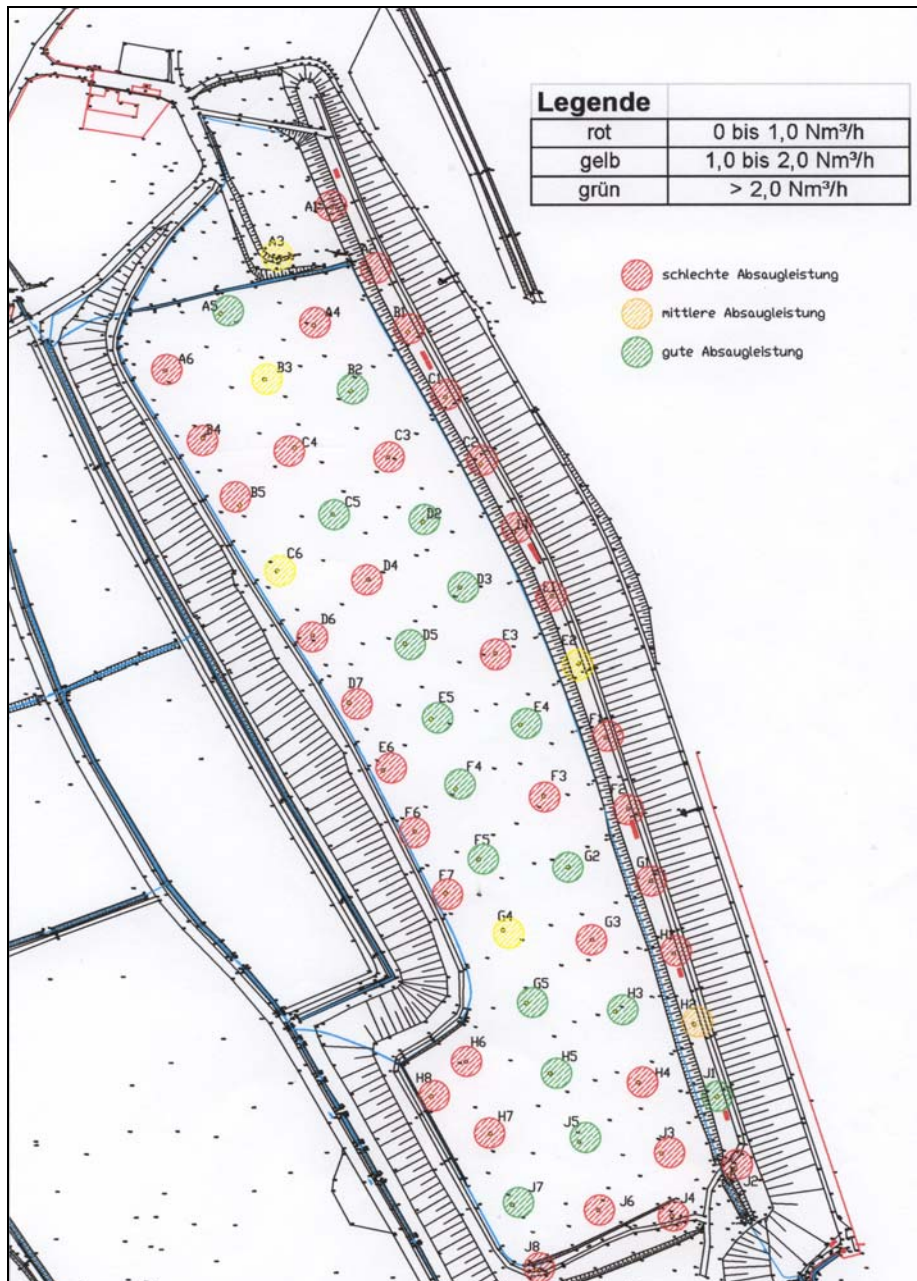 Legende
rot 0 bis 1,0 Nm³/h
gelb 1,0 bis 2,0 Nm³/h
grün > 2,0 Nm³/h
schlechte Absaugleistung
mittlere Absaugleistung
gute Absaugleistung
A1
A3
A5
A4
B1
A6
B3
B2
C1
B4
C4
C3
C2
B5
C5
D2
C6
D4
D3
E1
D6
D5
E3
E2
D7
E5
E4
F1
E6
F4
F3
F2
F6
F5
G2
G1
F7
G4
G3
H1
G5
H3
H2
H6
H5
H4
J1
H8
H7
J5
J3
J2
J7
J6
J4
J8